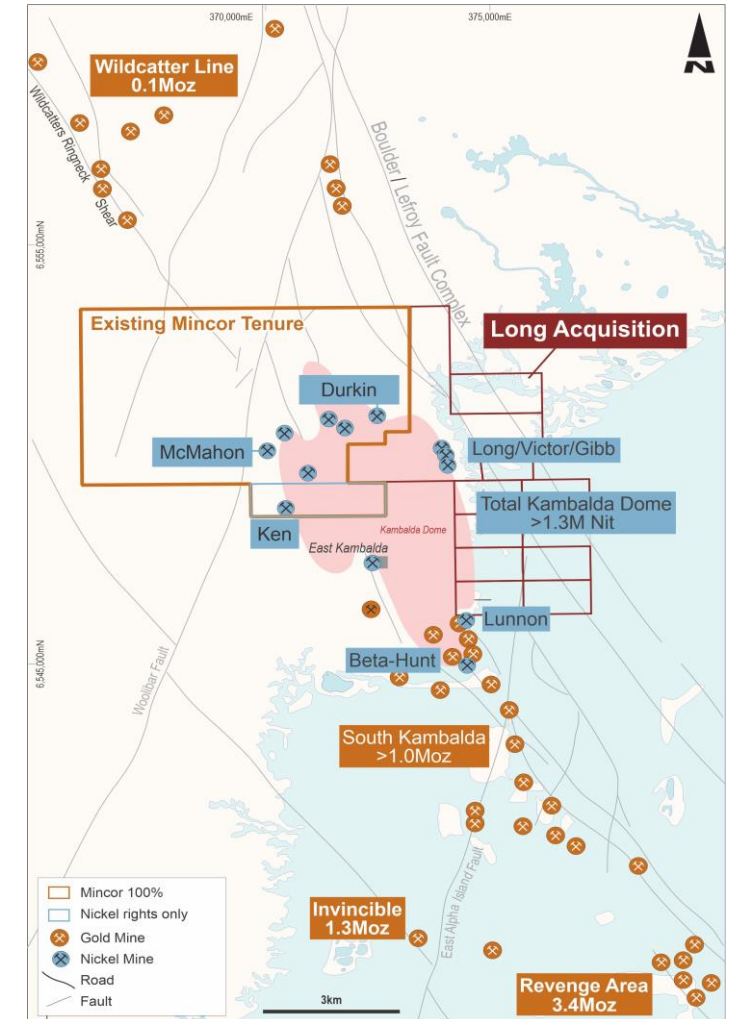 370,000mE
375,000mE
N
Wildcatter Line
0.1Moz
Wildcatters Ringneck
Shear
Boulder / Lefroy Fault Complex
6,555,000mN
Existing Mincor Tenure
Long Acquisition
Durkin
McMahon
Long/Victor/Gibb
Total Kambalda Dome
>1.3M Nit
Ken
East Kambalda
Kambalda Dome
Lunnon
Beta-Hunt
6,545,000mN
Woolibar Fault
South Kambalda
>1.0Moz
East Alpha Island Fault
Invincible
1.3Moz
Revenge Area
3.4Moz
Mincor 100%
Nickel rights only
Gold Mine
Nickel Mine
Road
Fault
3km